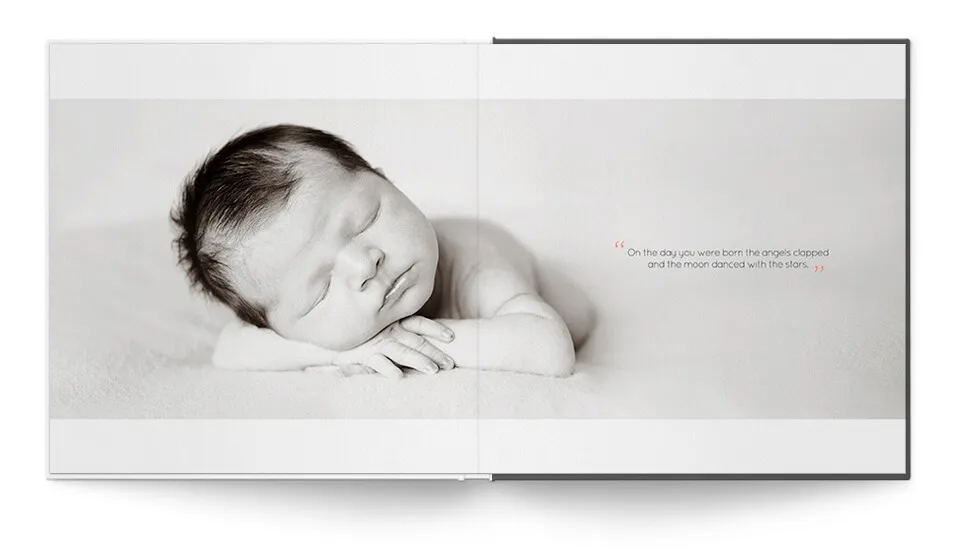 “ On the day you were born the angels clapped
and the moon danced with the stars. ”